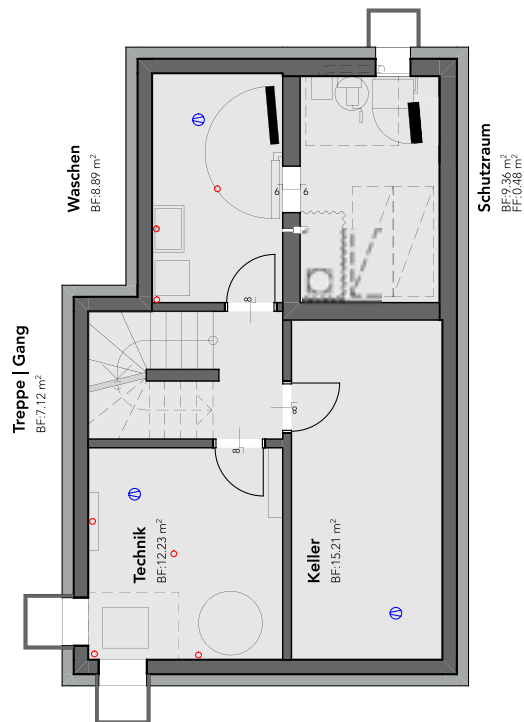 Waschen
BF:8.89 m²
Schutzraum
BF:9.36 m²
FF:0.48 m²
6
6
Treppe | Gang
BF:7.12 m²
8
8
8
Technik
BF:12.23 m²
Keller
BF:15.21 m²